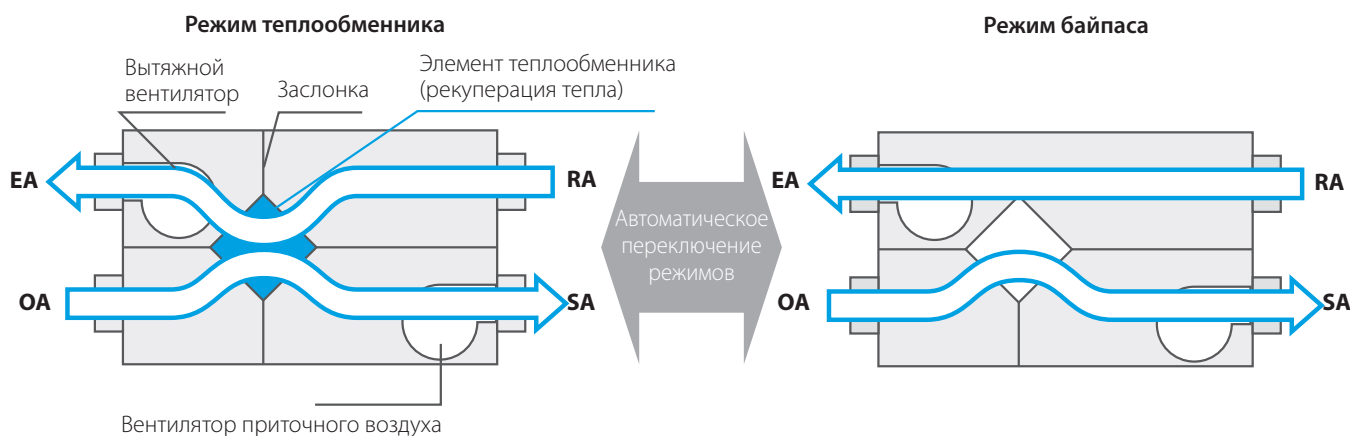 Режим теплообменника
Вытяжной
вентилятор
Заслонка
Элемент теплообменника
(рекуперация тепла)
EA
RA
OA
SA
Вентилятор приточного воздуха
Автоматическое
переключение
режимов
Режим байпаса
EA
RA
OA
SA